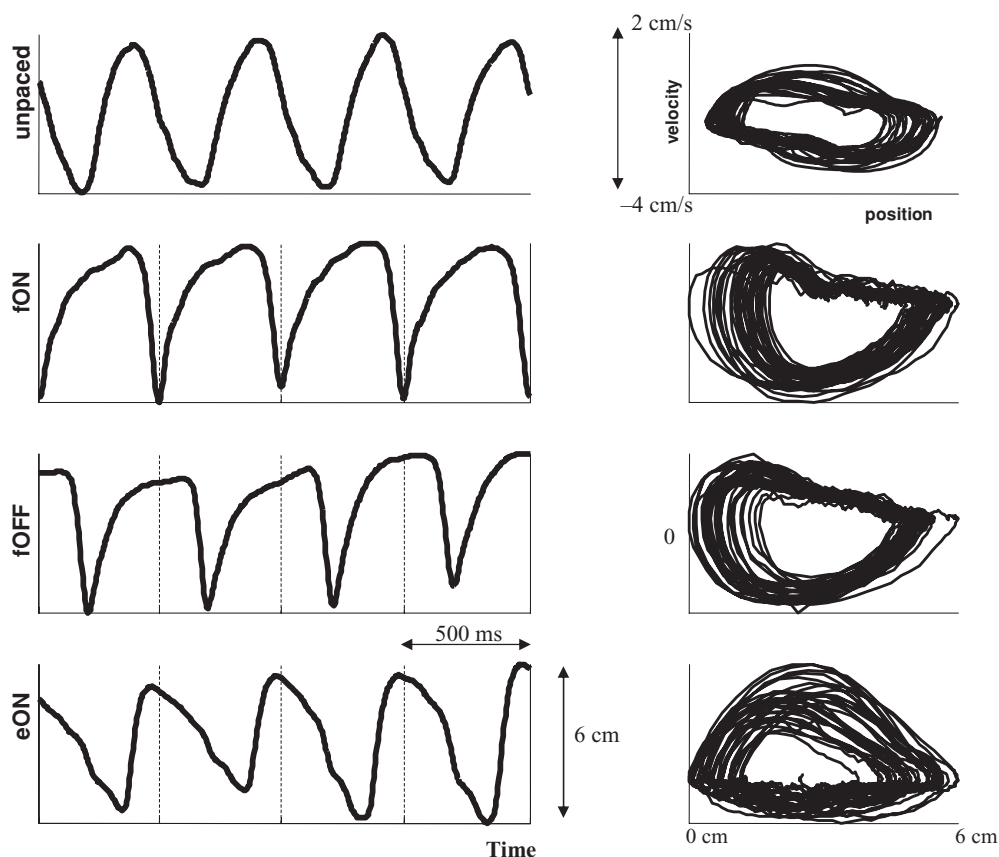 unpaced
2 cm/s
velocity
–4 cm/s
position
fON
fOFF
0
500 ms
eON
6 cm
Time
0 cm
6 cm